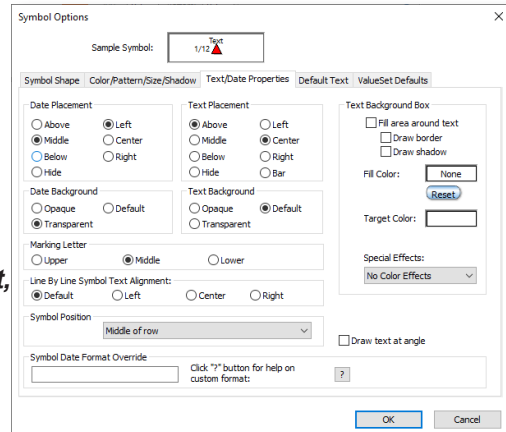 Symbol Options
Sample Symbol:
Text
1/12
Symbol Shape Color/Pattern/Size/Shadow Text/Date Properties Default Text ValueSet Defaults
Date Placement
Above Left
Middle Center
Below Right
Hide
Text Placement
Above Left
Middle Center
Below Right
Hide Bar
Text Background Box
Fill area around text
Draw border
Draw shadow
Fill Color: None
Reset
Target Color:
Special Effects:
No Color Effects
Date Background
Opaque Default
Transparent
Text Background
Opaque Default
Transparent
Marking Letter
Upper Middle Lower
t,
Line By Line Symbol Text Alignment:
Default Left Center Right
Symbol Position
Middle of row
Draw text at angle
Symbol Date Format Override
Click "?" button for help on
custom format:
?
OK Cancel